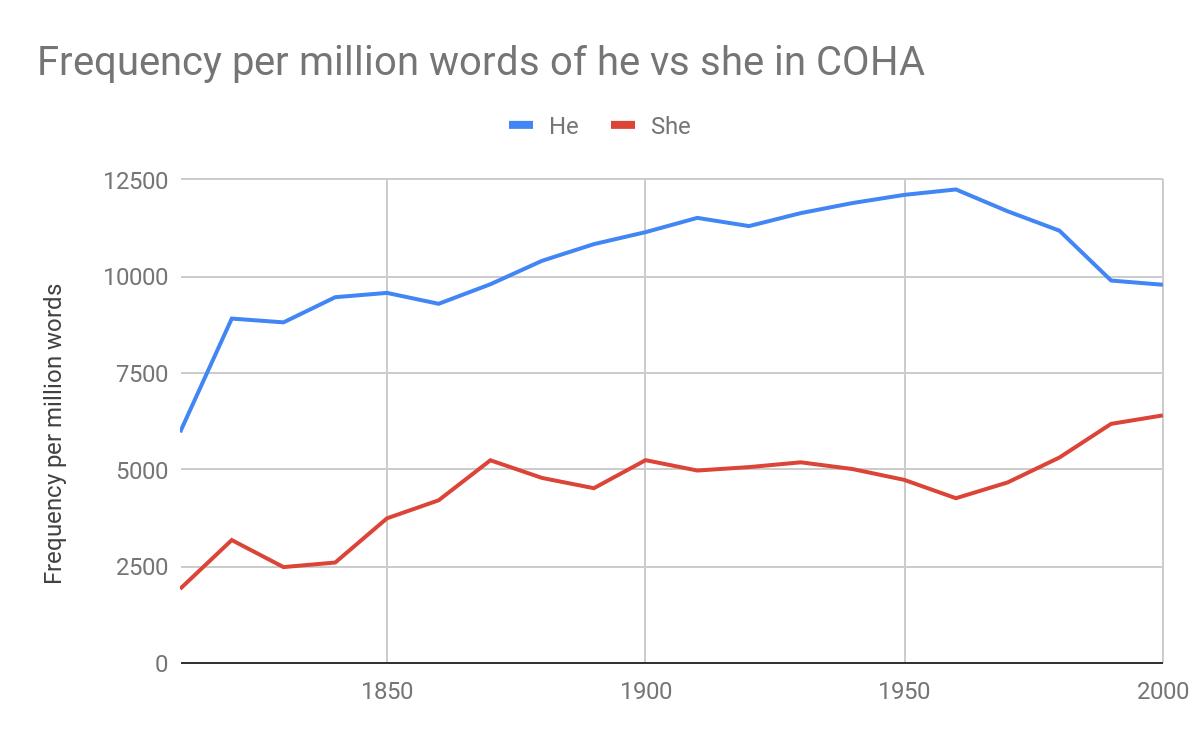 Frequency per million words of he vs she in COHA
He She
Frequency per million words
12500
10000
7500
5000
2500
0
1850 1900 1950 2000